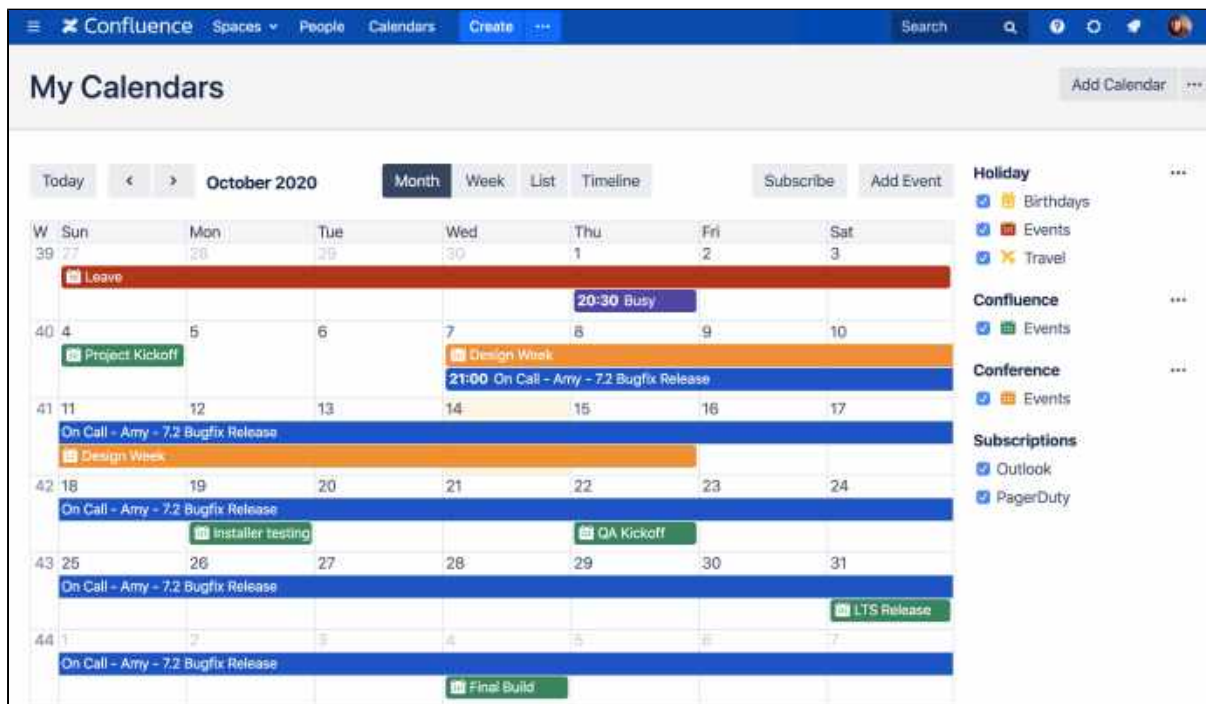 Confluence Spaces People Calendars Create ... Search
My Calendars
Add Calendar ...
Today < > October 2020 Month Week List Timeline Subscribe Add Event
W Sun Mon Tue Wed Thu Fri Sat
39 27 28 29 30 1 2 3
Leave
20:30 Busy
40 4 5 6 7 8 9 10
Project Kickoff Design Week
21:00 On Call - Amy - 7.2 Bugfix Release
41 11 12 13 14 15 16 17
On Call - Amy - 7.2 Bugfix Release
Design Week
42 18 19 20 21 22 23 24
On Call - Amy - 7.2 Bugfix Release
Installer testing QA Kickoff
43 25 26 27 28 29 30 31
On Call - Amy - 7.2 Bugfix Release
LTS Release
44 1 2 3 4 5 6 7
On Call - Amy - 7.2 Bugfix Release
Final Build
Holiday ...
Birthdays
Events
Travel
Confluence ...
Events
Conference ...
Events
Subscriptions
Outlook
PagerDuty